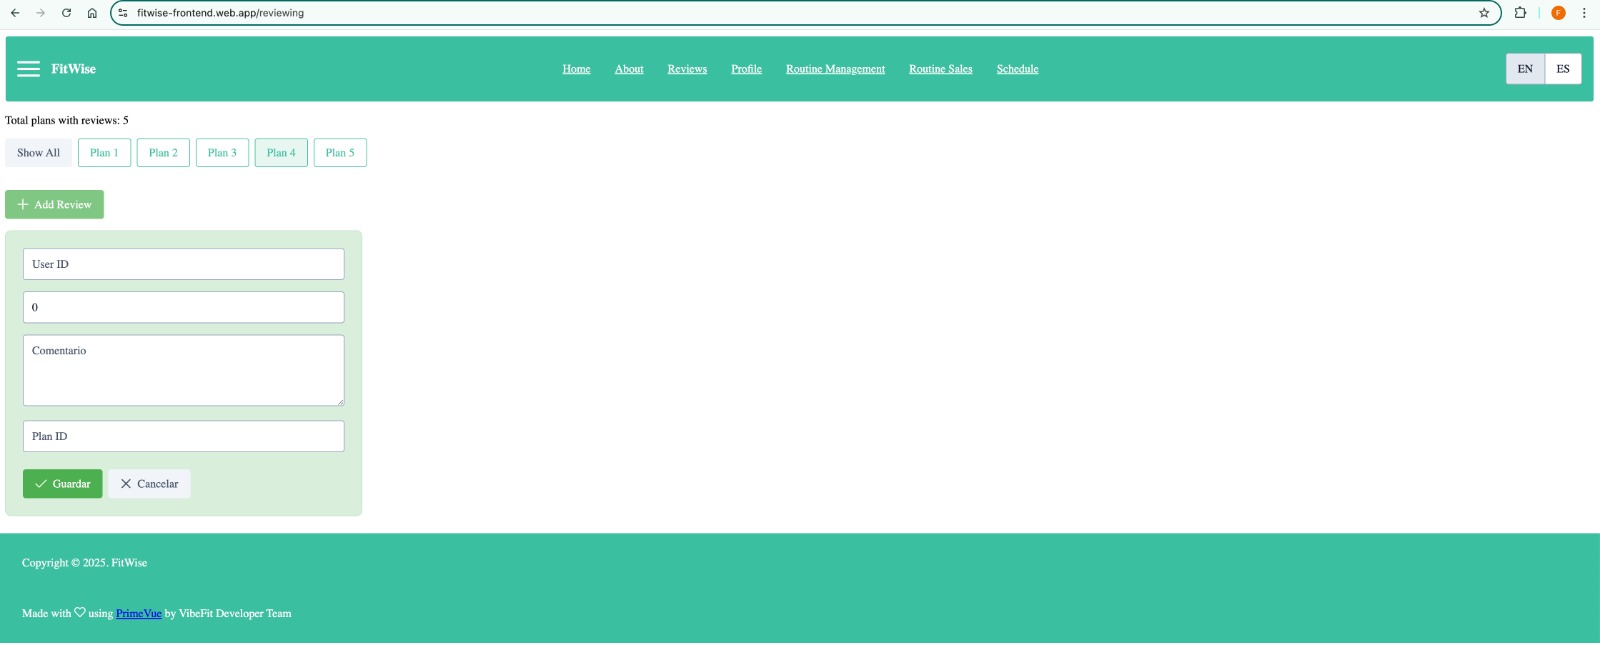 fitwise-frontend.web.app/reviewing
F
FitWise
Home About Reviews Profile Routine Management Routine Sales Schedule
EN ES
Total plans with reviews: 5
Show All Plan 1 Plan 2 Plan 3 Plan 4 Plan 5
Add Review
User ID
0
Comentario
Plan ID
Guardar Cancelar
Copyright © 2025. FitWise
Made with ♡ using PrimeVue by VibeFit Developer Team